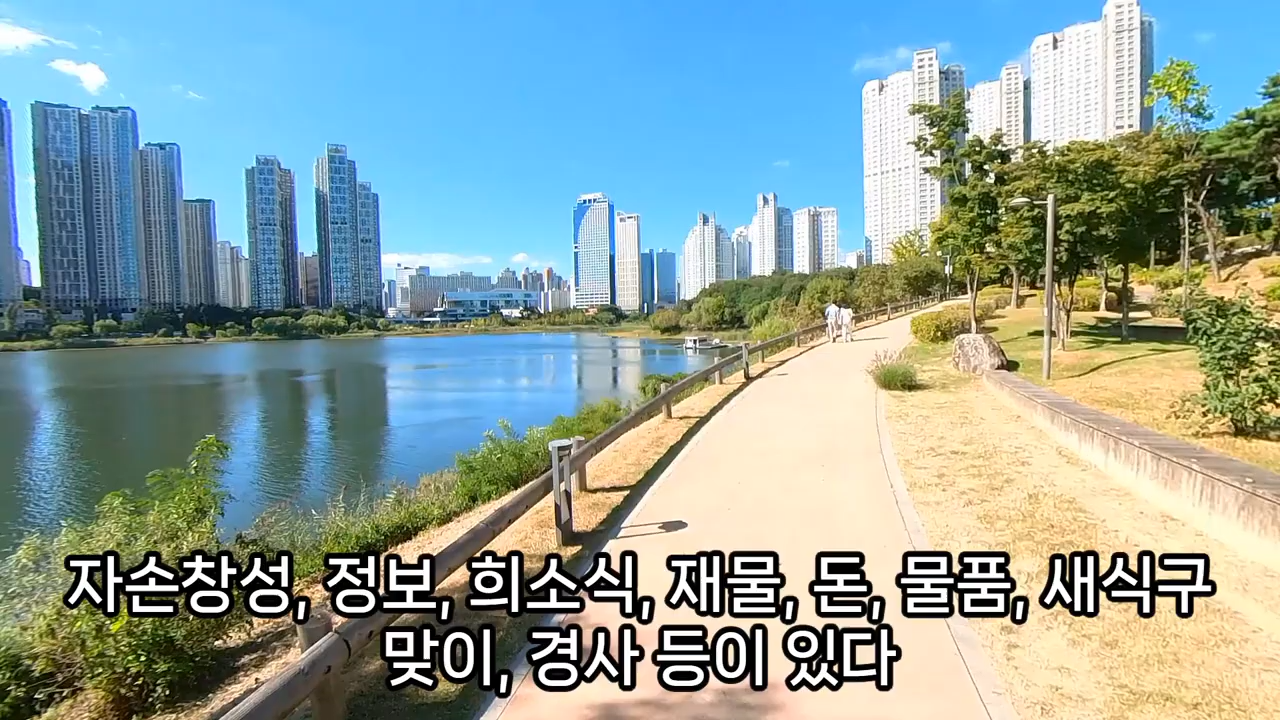 자손창성, 정보, 희소식, 재물, 돈, 물품, 새식구
맞이, 경사 등이 있다